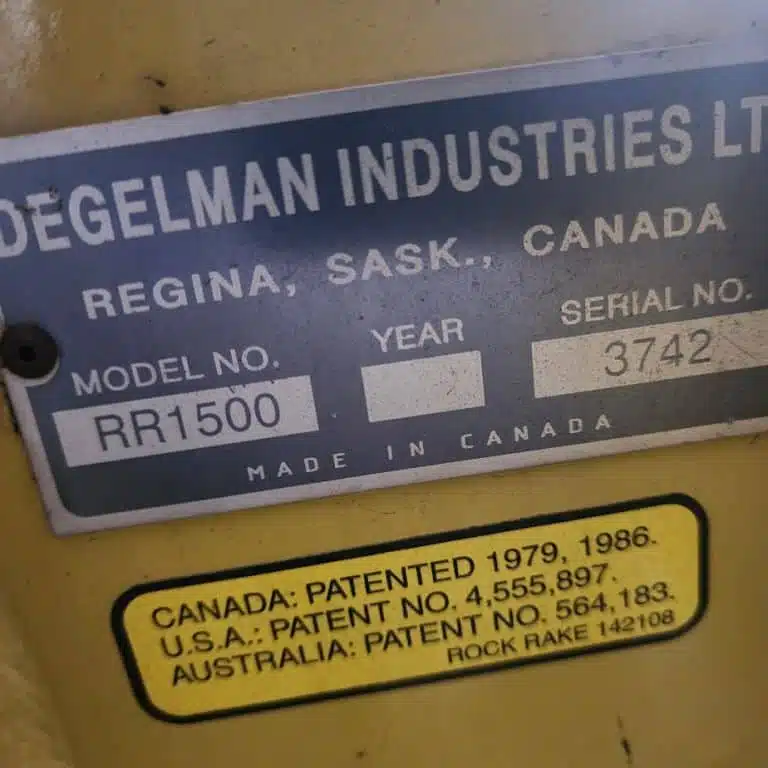 DEGELMAN INDUSTRIES LT
REGINA, SASK., CANADA
MODEL NO. YEAR SERIAL NO.
RR1500 3742
MADE IN CANADA
CANADA: PATENTED 1979, 1986.
U.S.A.: PATENT NO. 4,555,897.
AUSTRALIA: PATENT NO. 564,183.
ROCK RAKE 142108